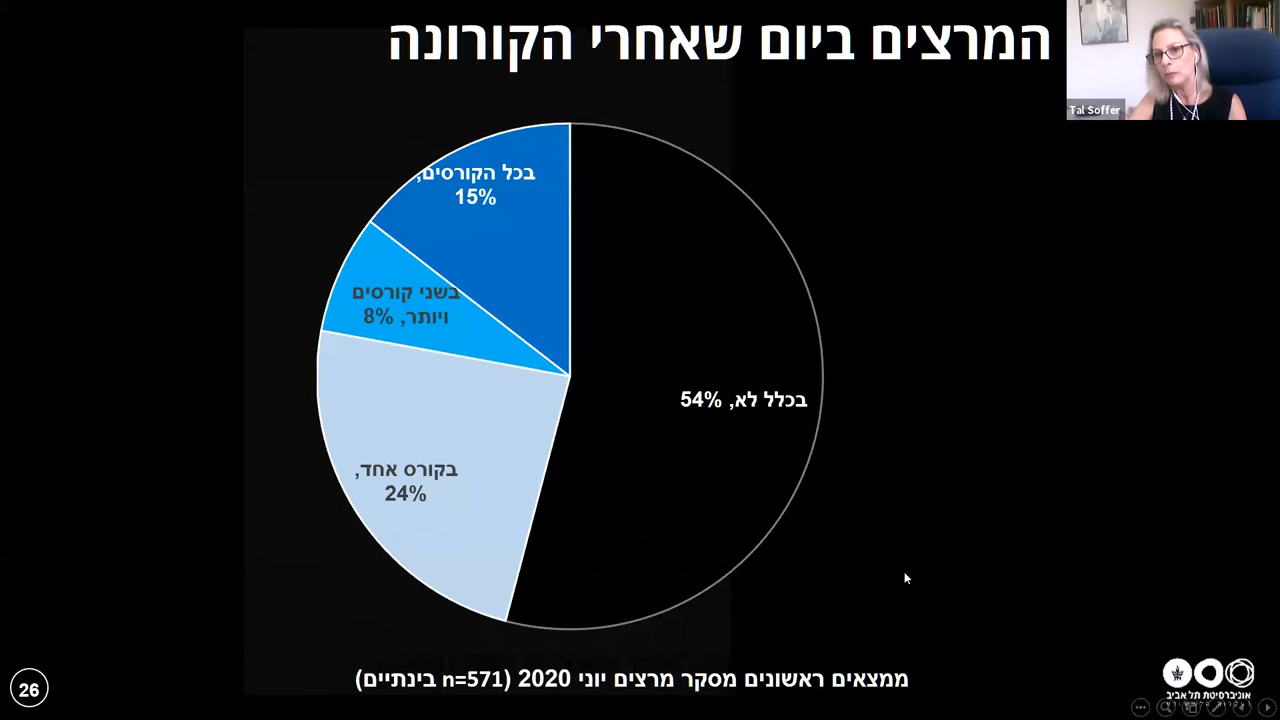 המרצים ביום שאחרי הקורונה
Tal Soffer
בכל הקורסים,
15%
בשני קורסים
ויותר, 8%
בכלל לא, 54%
בקורס אחד,
24%
ממצאים ראשונים מסקר מרצים יוני 2020 (n=571 בינתיים)
26
אוניברסיטת תל אביב